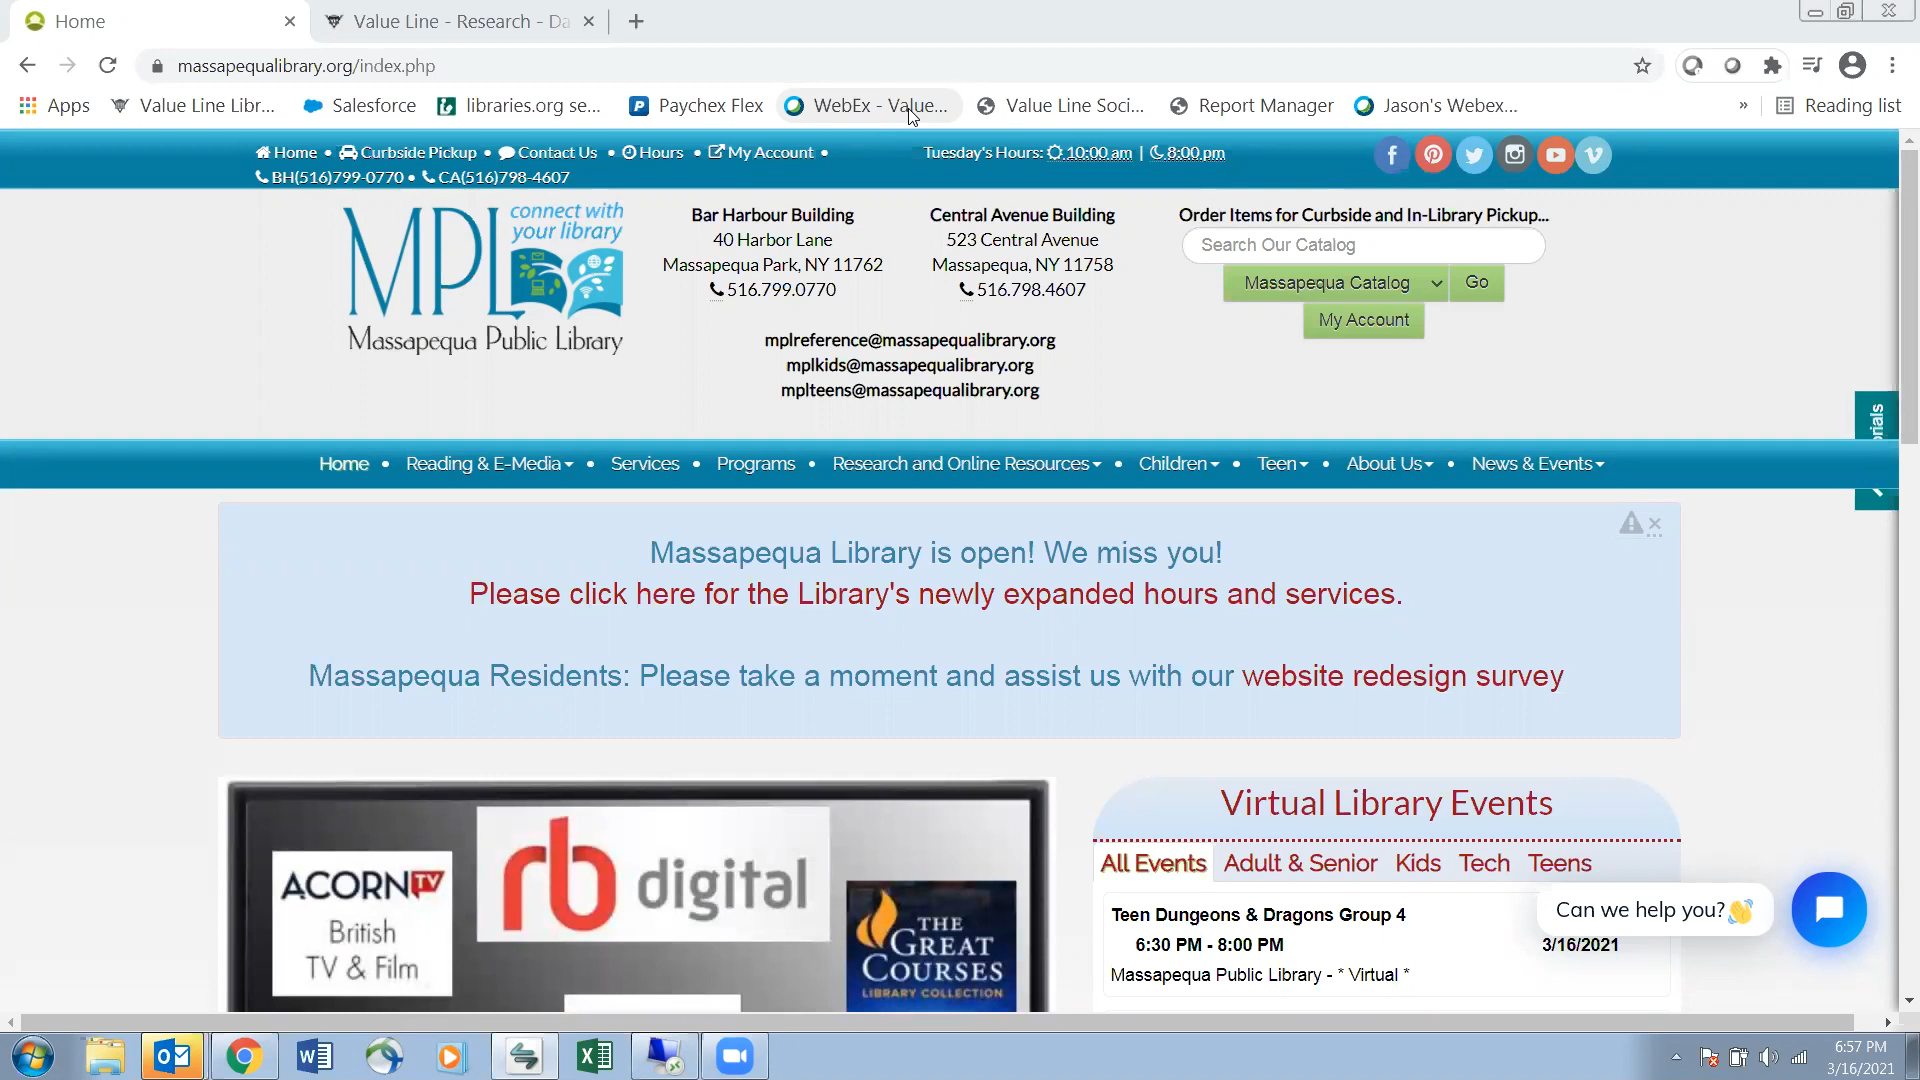 Home
Value Line - Research - Da
massapequalibrary.org/index.php
Apps
Value Line Libr...
Salesforce
libraries.org se...
Paychex Flex
WebEx - Value...
Value Line Soci...
Report Manager
Jason's Webex...
»
Reading list
Home • Curbside Pickup • Contact Us • Hours • My Account •
Tuesday's Hours: 10:00 am | 8:00 pm
BH(516)799-0770 • CA(516)798-4607
MPL
connect with
your library
Massapequa Public Library
Bar Harbour Building
40 Harbor Lane
Massapequa Park, NY 11762
516.799.0770
Central Avenue Building
523 Central Avenue
Massapequa, NY 11758
516.798.4607
mplreference@massapequalibrary.org
mplkids@massapequalibrary.org
mplteens@massapequalibrary.org
Order Items for Curbside and In-Library Pickup...
Search Our Catalog
Massapequa Catalog
Go
My Account
Home • Reading & E-Media • Services • Programs • Research and Online Resources • Children • Teen • About Us • News & Events
Massapequa Library is open! We miss you!
Please click here for the Library's newly expanded hours and services.
Massapequa Residents: Please take a moment and assist us with our website redesign survey
ACORN TV
British
TV & Film
rb digital
THE
GREAT
COURSES
LIBRARY COLLECTION
Virtual Library Events
All Events
Adult & Senior
Kids
Tech
Teens
Teen Dungeons & Dragons Group 4
6:30 PM - 8:00 PM
3/16/2021
Massapequa Public Library - * Virtual *
Can we help you?👋
6:57 PM
3/16/2021